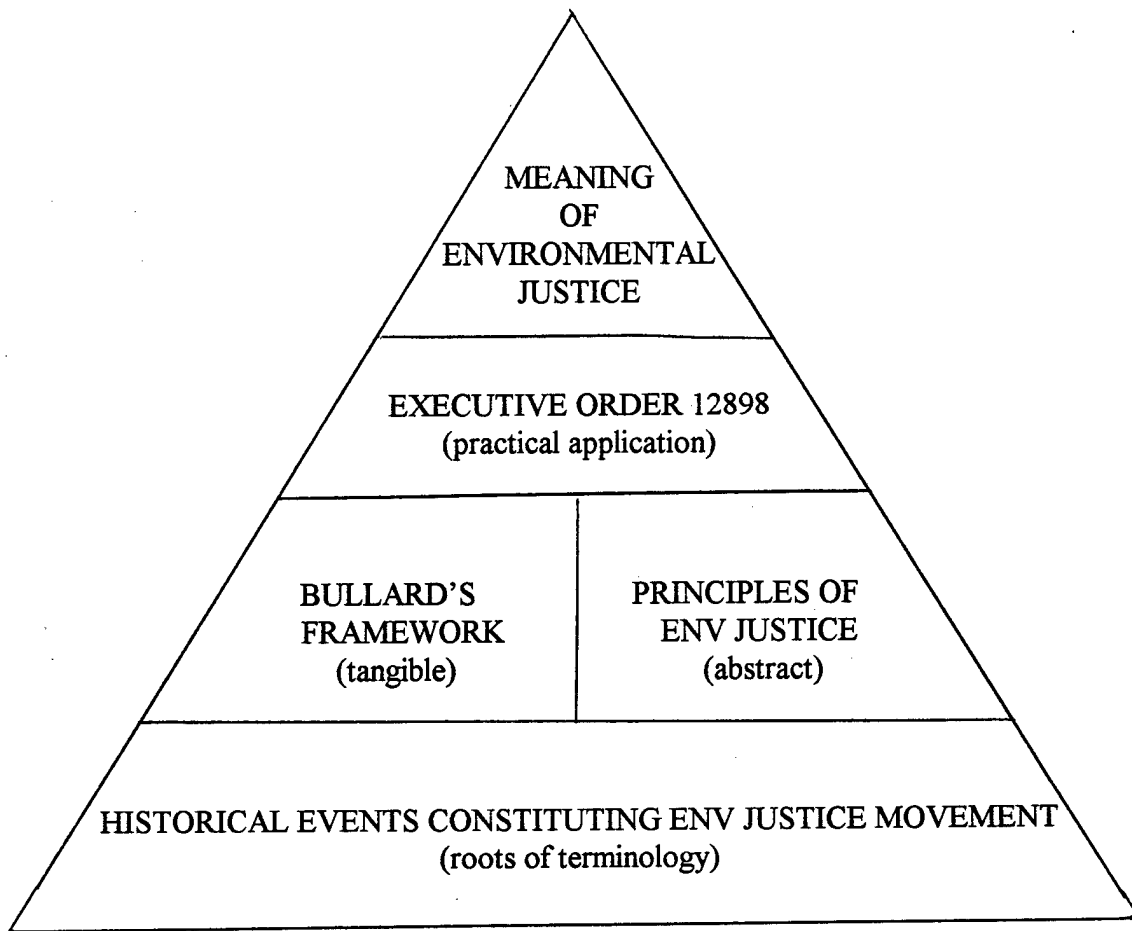 MEANING
OF
ENVIRONMENTAL
JUSTICE
EXECUTIVE ORDER 12898
(practical application)
BULLARD'S
FRAMEWORK
(tangible)
PRINCIPLES OF
ENV JUSTICE
(abstract)
HISTORICAL EVENTS CONSTITUTING ENV JUSTICE MOVEMENT
(roots of terminology)